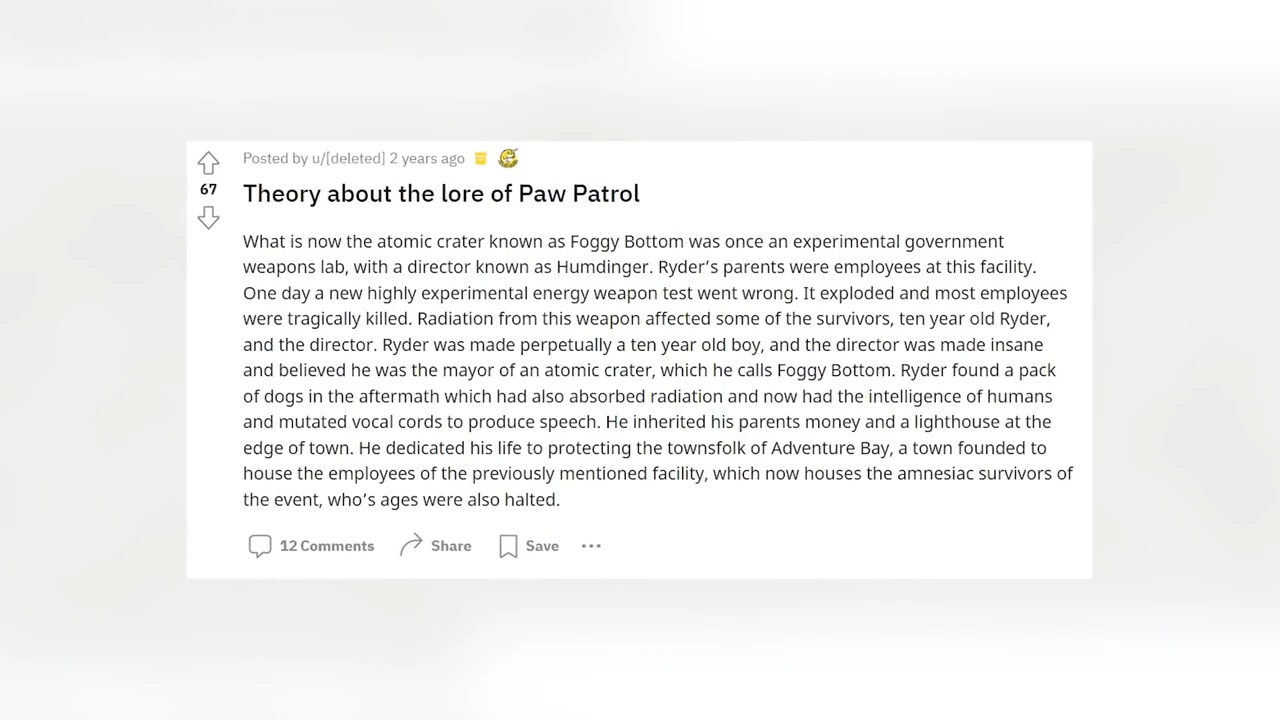 Posted by u/[deleted] 2 years ago
67
Theory about the lore of Paw Patrol
What is now the atomic crater known as Foggy Bottom was once an experimental government
weapons lab, with a director known as Humdinger. Ryder’s parents were employees at this facility.
One day a new highly experimental energy weapon test went wrong. It exploded and most employees
were tragically killed. Radiation from this weapon affected some of the survivors, ten year old Ryder,
and the director. Ryder was made perpetually a ten year old boy, and the director was made insane
and believed he was the mayor of an atomic crater, which he calls Foggy Bottom. Ryder found a pack
of dogs in the aftermath which had also absorbed radiation and now had the intelligence of humans
and mutated vocal cords to produce speech. He inherited his parents money and a lighthouse at the
edge of town. He dedicated his life to protecting the townsfolk of Adventure Bay, a town founded to
house the employees of the previously mentioned facility, which now houses the amnesiac survivors of
the event, who’s ages were also halted.
12 Comments Share Save